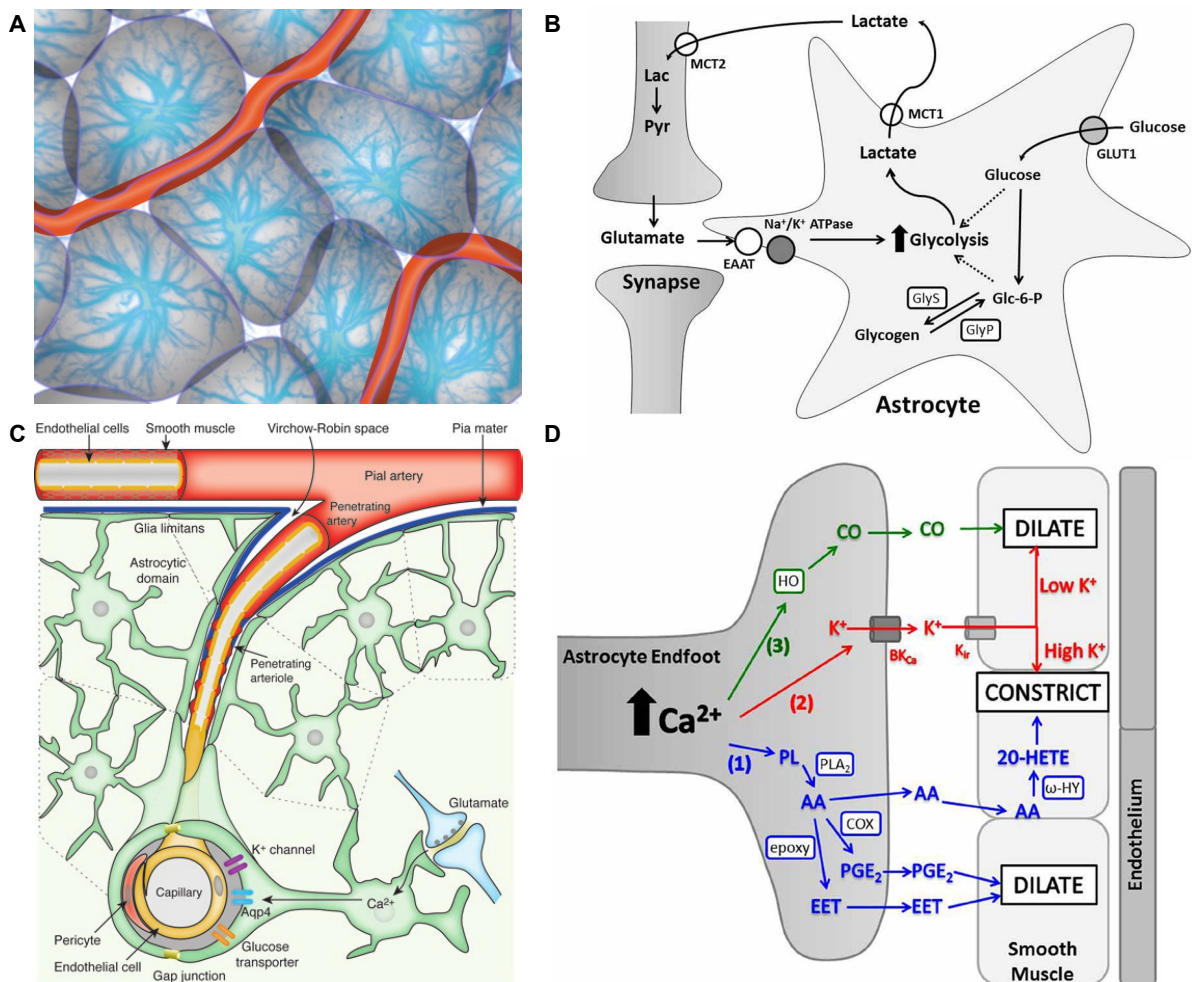 A
B
Lactate
MCT2
Lac
Pyr
MCT1
Lactate
Glucose
GLUT1
Glucose
Glutamate
EAAT
Na⁺/K⁺ ATPase
Glycolysis
Synapse
GlyS
Glc-6-P
Glycogen
GlyP
Astrocyte
C
Endothelial cells
Smooth muscle
Virchow-Robin space
Pia mater
Pial artery
Penetrating
artery
Glia limitans
Astrocytic
domain
Penetrating
arteriole
Glutamate
K⁺ channel
Capillary
Aqp4
Ca²⁺
Pericyte
Glucose
transporter
Endothelial cell
Gap junction
D
CO
CO
DILATE
HO
Low K⁺
K⁺
K⁺
BKCa
Kir
High K⁺
Astrocyte Endfoot
(3)
Ca²⁺
(2)
CONSTRICT
(1)
PL
PLA₂
20-HETE
ω-HY
AA
AA
AA
COX
epoxy
PGE₂
PGE₂
DILATE
EET
EET
Smooth
Muscle
Endothelium